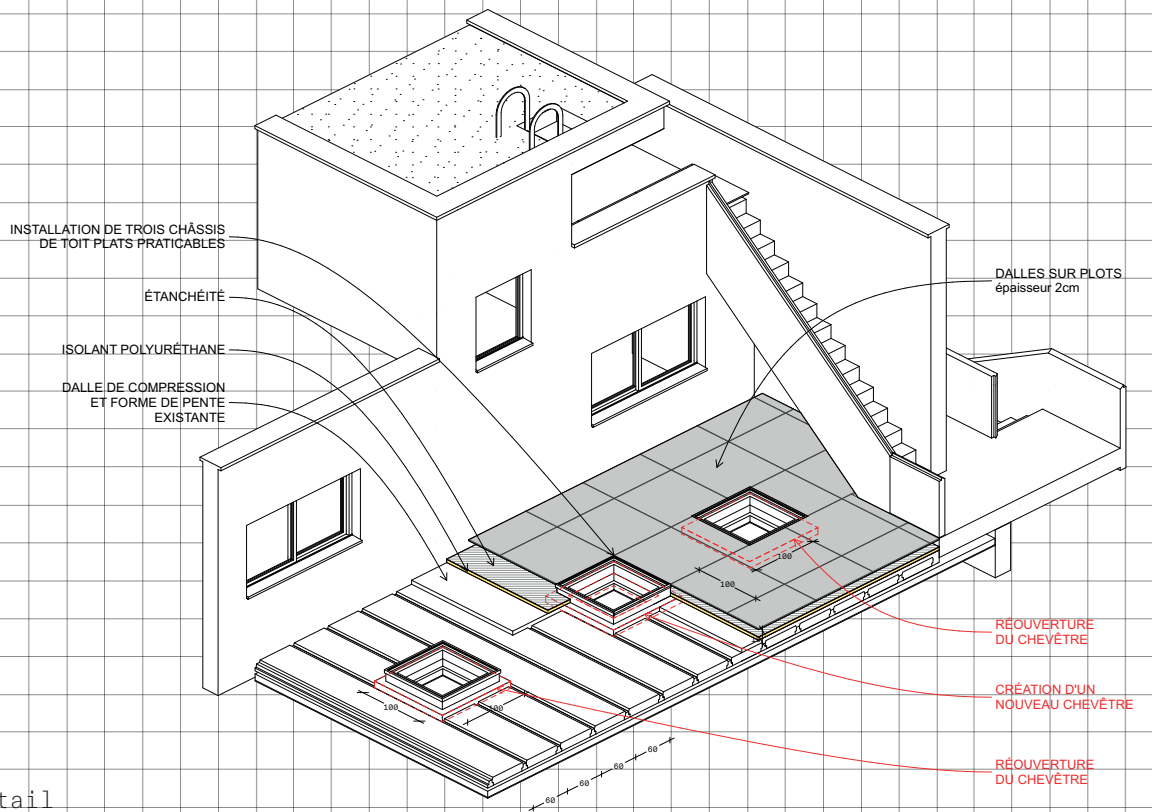 INSTALLATION DE TROIS CHÂSSIS
DE TOIT PLATS PRATICABLES
ÉTANCHÉITÉ
ISOLANT POLYURÉTHANE
DALLE DE COMPRESSION
ET FORME DE PENTE
EXISTANTE
DALLES SUR PLOTS
épaisseur 2cm
100
100
RÉOUVERTURE
DU CHEVÊTRE
CRÉATION D'UN
NOUVEAU CHEVÊTRE
100
100
RÉOUVERTURE
DU CHEVÊTRE
60
60
60
60
tail